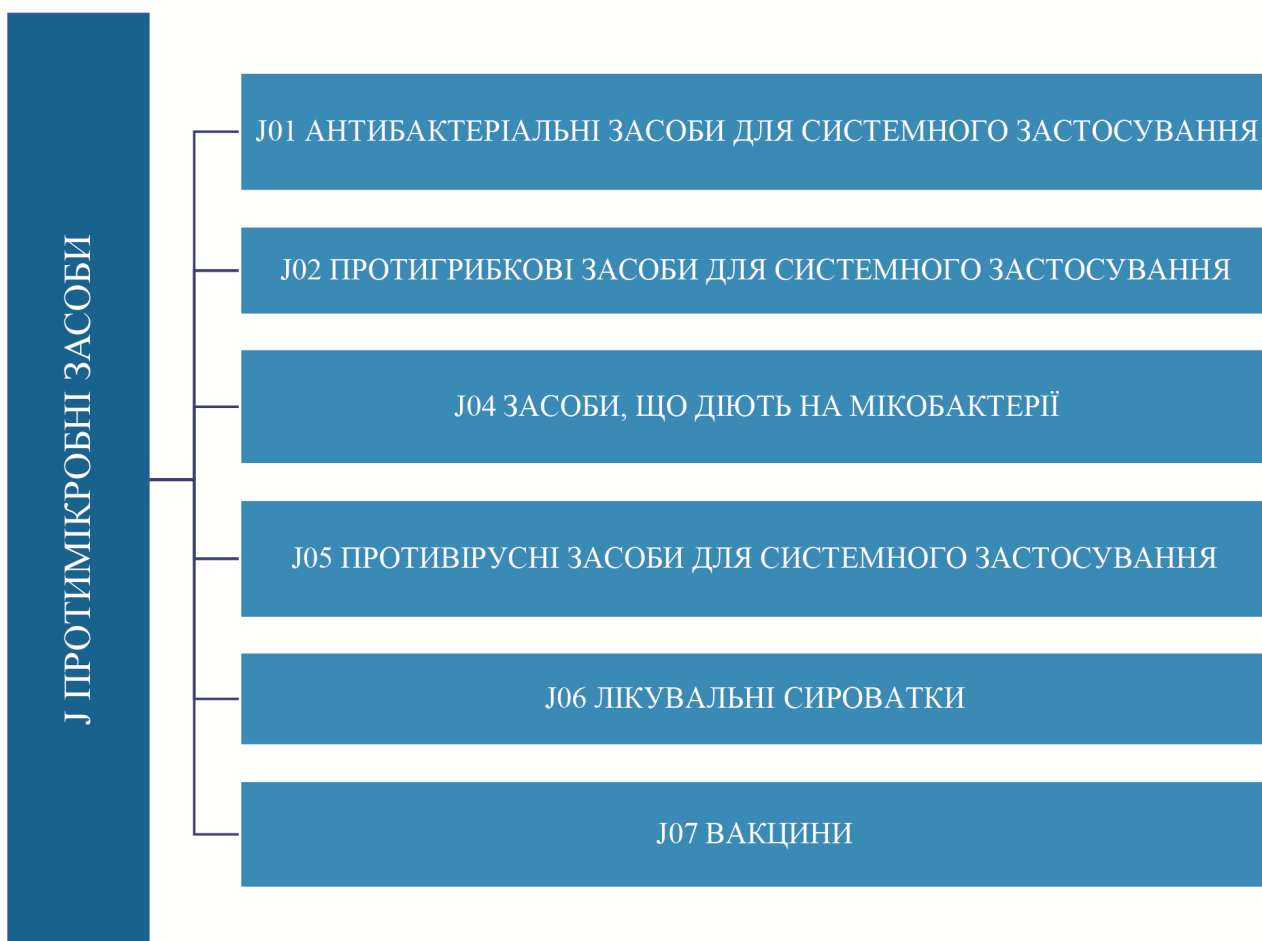 J ПРОТИМІКРОБНІ ЗАСОБИ
J01 АНТИБАКТЕРІАЛЬНІ ЗАСОБИ ДЛЯ СИСТЕМНОГО ЗАСТОСУВАННЯ
J02 ПРОТИГРИБКОВІ ЗАСОБИ ДЛЯ СИСТЕМНОГО ЗАСТОСУВАННЯ
J04 ЗАСОБИ, ЩО ДІЮТЬ НА МІКОБАКТЕРІЇ
J05 ПРОТИВІРУСНІ ЗАСОБИ ДЛЯ СИСТЕМНОГО ЗАСТОСУВАННЯ
J06 ЛІКУВАЛЬНІ СИРОВАТКИ
J07 ВАКЦИНИ